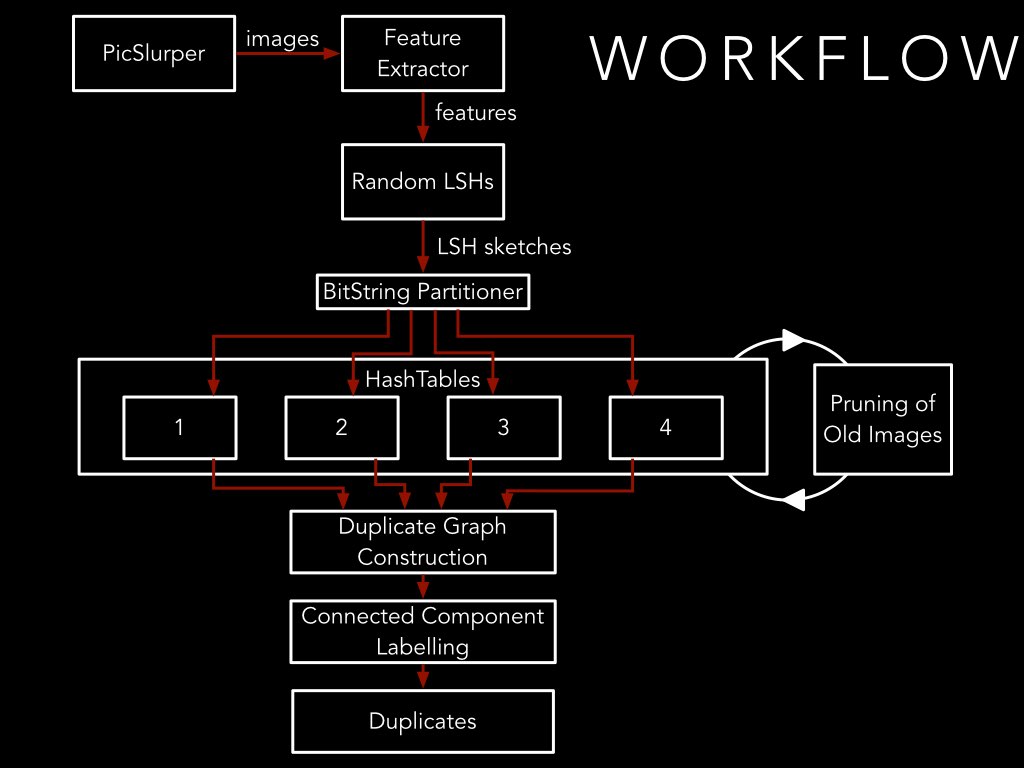 PicSlurper
images
Feature
Extractor
WORKFLOW
features
Random LSHs
LSH sketches
BitString Partitioner
HashTables
1
2
3
4
Pruning of
Old Images
Duplicate Graph
Construction
Connected Component
Labelling
Duplicates